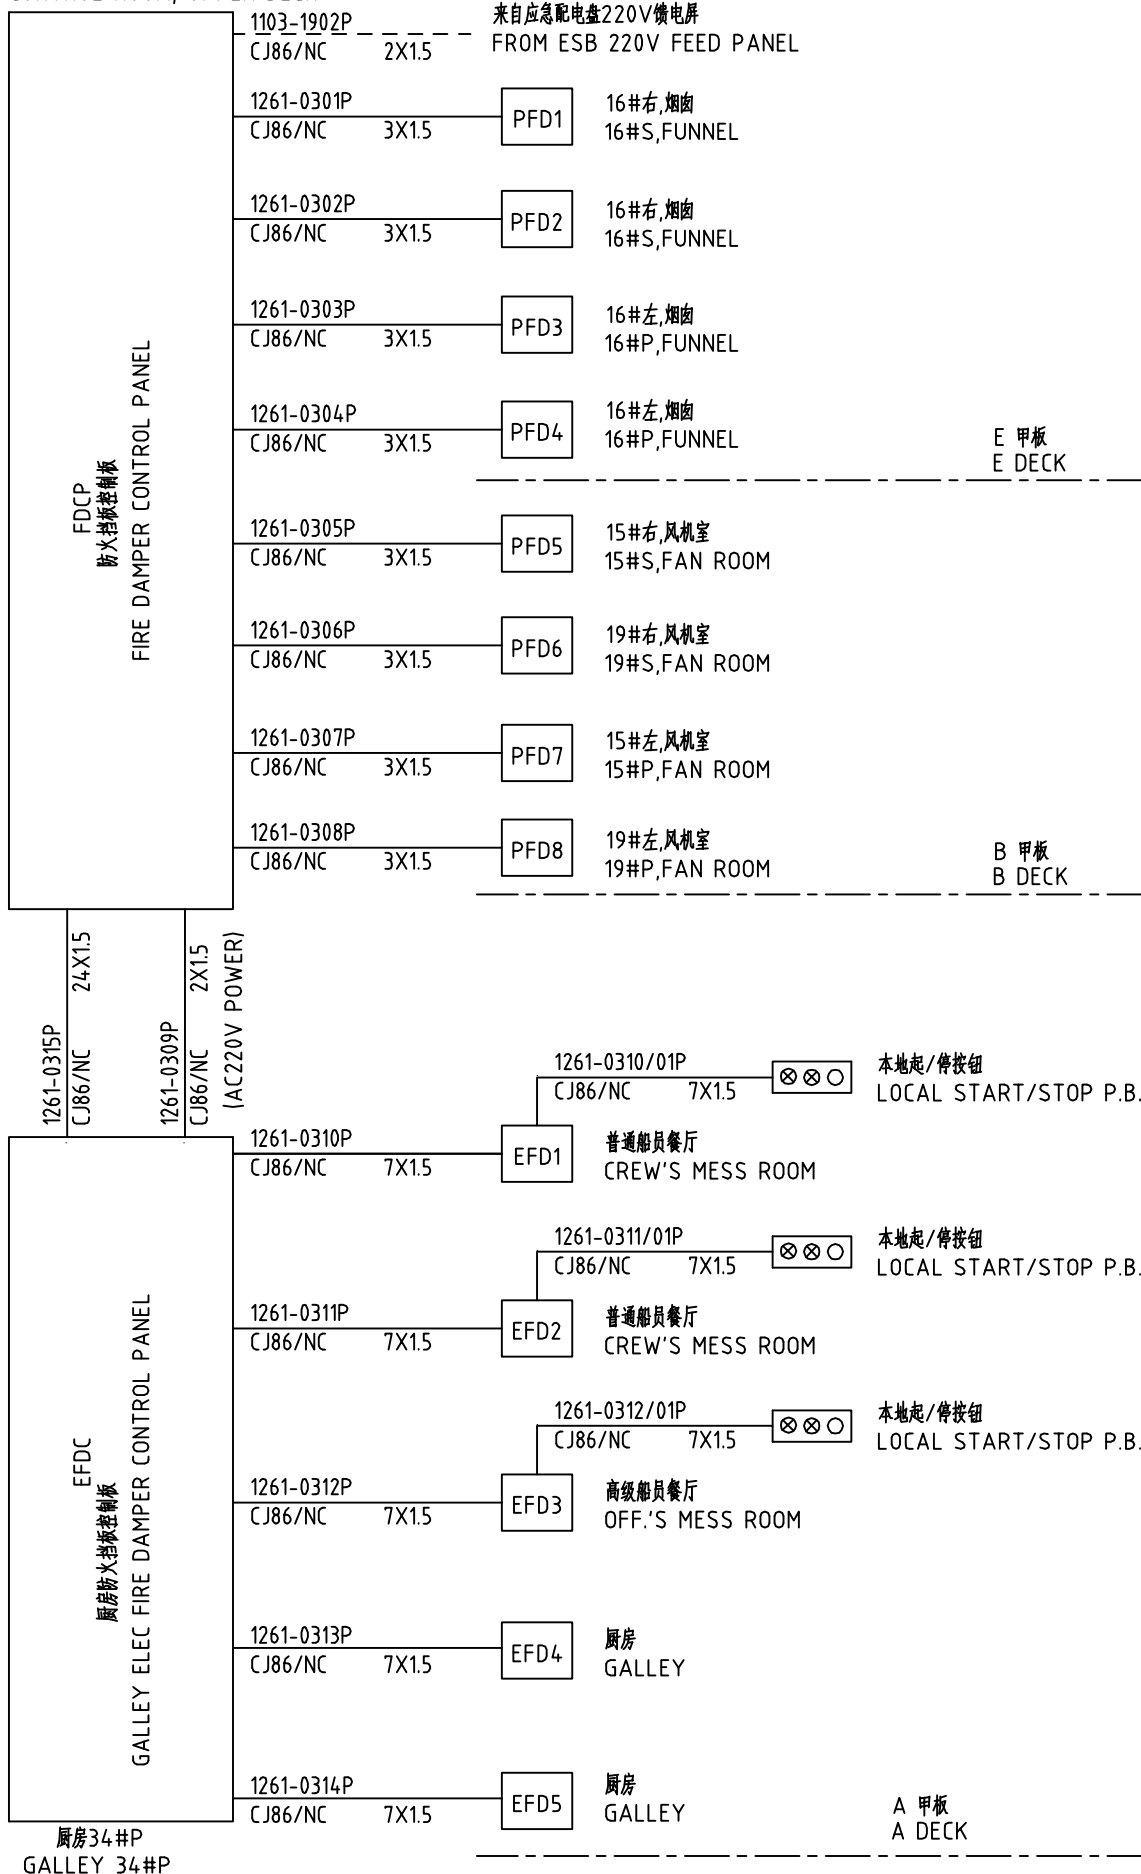 1103-1902P
CJ86/NC 2X1.5
来自应急配电盘220V馈电屏
FROM ESB 220V FEED PANEL
1261-0301P
CJ86/NC 3X1.5
PFD1
16#右,烟囱
16#S,FUNNEL
1261-0302P
CJ86/NC 3X1.5
PFD2
16#右,烟囱
16#S,FUNNEL
1261-0303P
CJ86/NC 3X1.5
PFD3
16#左,烟囱
16#P,FUNNEL
1261-0304P
CJ86/NC 3X1.5
PFD4
16#左,烟囱
16#P,FUNNEL
E 甲板
E DECK
FDCP
防火挡板控制板
FIRE DAMPER CONTROL PANEL
1261-0305P
CJ86/NC 3X1.5
PFD5
15#右,风机室
15#S,FAN ROOM
1261-0306P
CJ86/NC 3X1.5
PFD6
19#右,风机室
19#S,FAN ROOM
1261-0307P
CJ86/NC 3X1.5
PFD7
15#左,风机室
15#P,FAN ROOM
1261-0308P
CJ86/NC 3X1.5
PFD8
19#左,风机室
19#P,FAN ROOM
B 甲板
B DECK
1261-0315P
CJ86/NC 24X1.5
1261-0309P
CJ86/NC 2X1.5
(AC220V POWER)
1261-0310/01P
CJ86/NC 7X1.5
本地起/停按钮
LOCAL START/STOP P.B.
1261-0310P
CJ86/NC 7X1.5
EFD1
普通船员餐厅
CREW'S MESS ROOM
1261-0311/01P
CJ86/NC 7X1.5
本地起/停按钮
LOCAL START/STOP P.B.
1261-0311P
CJ86/NC 7X1.5
EFD2
普通船员餐厅
CREW'S MESS ROOM
1261-0312/01P
CJ86/NC 7X1.5
本地起/停按钮
LOCAL START/STOP P.B.
EFDC
厨房防火挡板控制板
GALLEY ELEC FIRE DAMPER CONTROL PANEL
1261-0312P
CJ86/NC 7X1.5
EFD3
高级船员餐厅
OFF.'S MESS ROOM
1261-0313P
CJ86/NC 7X1.5
EFD4
厨房
GALLEY
1261-0314P
CJ86/NC 7X1.5
EFD5
厨房
GALLEY
A 甲板
A DECK
厨房34#P
GALLEY 34#P